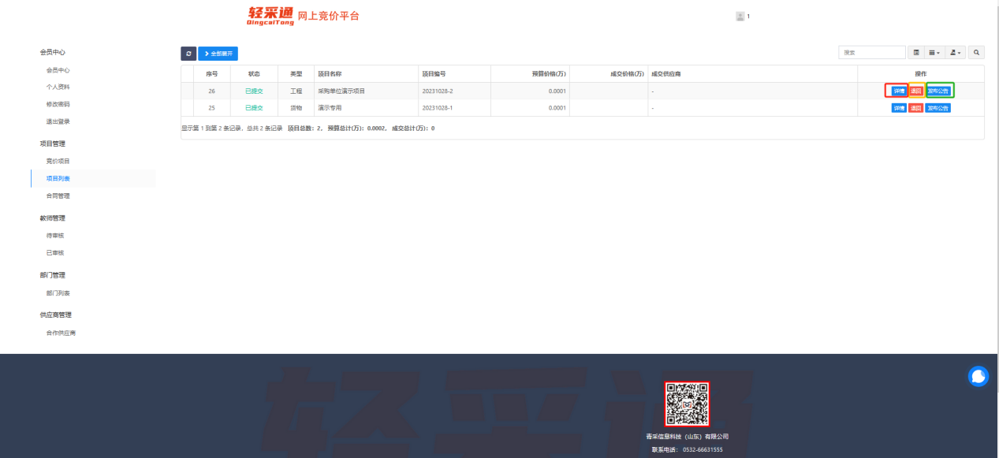 轻采通 网上竞价平台
QingcaiTong
1
会员中心
会员中心
个人资料
修改密码
退出登录
项目管理
竞价项目
项目列表
合同管理
教师管理
待审核
已审核
部门管理
部门列表
供应商管理
合作供应商
全部展开
搜索
序号 状态 类型 项目名称 项目编号 预算价格(万) 成交价格(万) 成交供应商 操作
26 已提交 工程 采购单位演示项目 20231028-2 0.0001 - 详情 退回 发布公告
25 已提交 货物 演示专用 20231028-1 0.0001 - 详情 退回 发布公告
显示第 1 到第 2 条记录，总共 2 条记录 项目总数：2， 预算总计(万)：0.0002， 成交总计(万)：0
轻采通
青采信息科技（山东）有限公司
联系电话： 0532-66631555